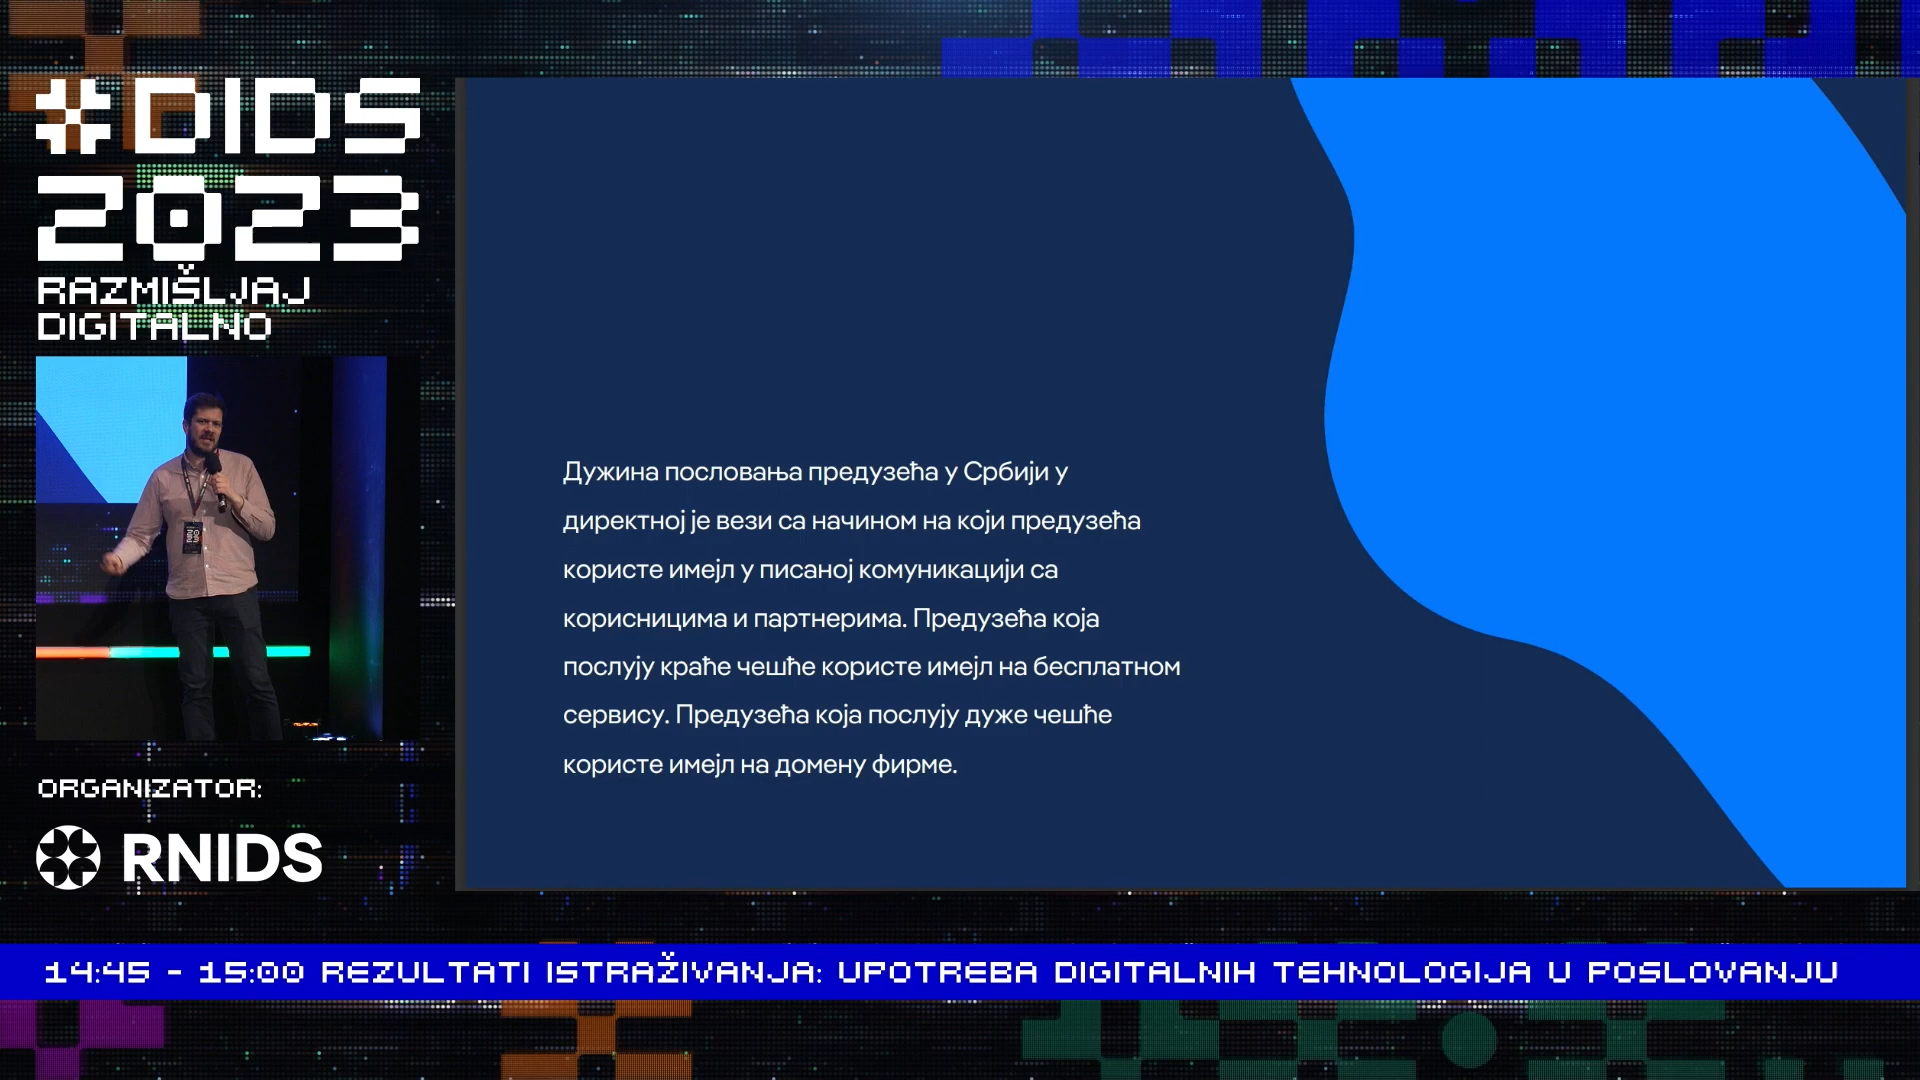 #DIDS
2023
RAZMIŠLJAJ
DIGITALNO
Дужина пословања предузећа у Србији у
директној је вези са начином на који предузећа
користе имејл у писаној комуникацији са
корисницима и партнерима. Предузећа која
послују краће чешће користе имејл на бесплатном
сервису. Предузећа која послују дуже чешће
користе имејл на домену фирме.
ORGANIZATOR:
RNIDS
14:45 - 15:00 REZULTATI ISTRAŽIVANJA: UPOTREBA DIGITALNIH TEHNOLOGIJA U POSLOVANJU